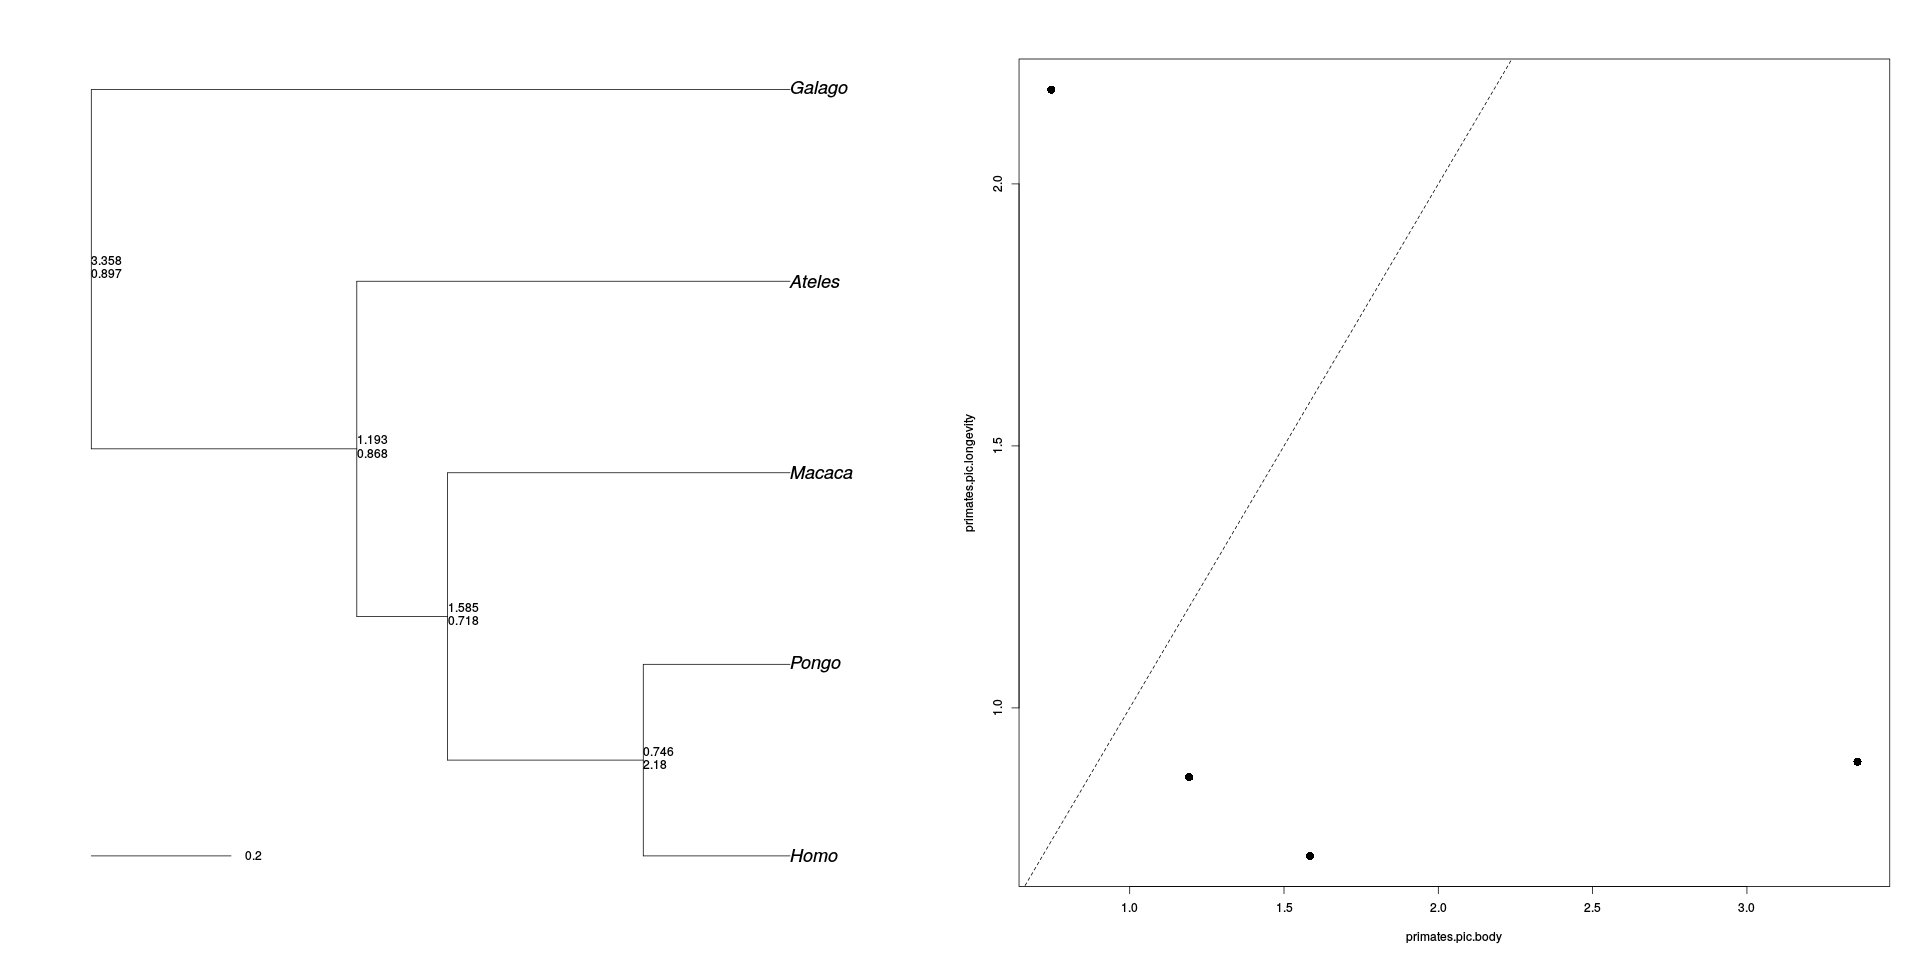 Galago
3.358
0.897
Ateles
1.193
0.868
Macaca
1.585
0.718
Pongo
0.746
2.18
Homo
0.2
2.0
1.5
1.0
primates.pic.longevity
1.0
1.5
2.0
2.5
3.0
primates.pic.body